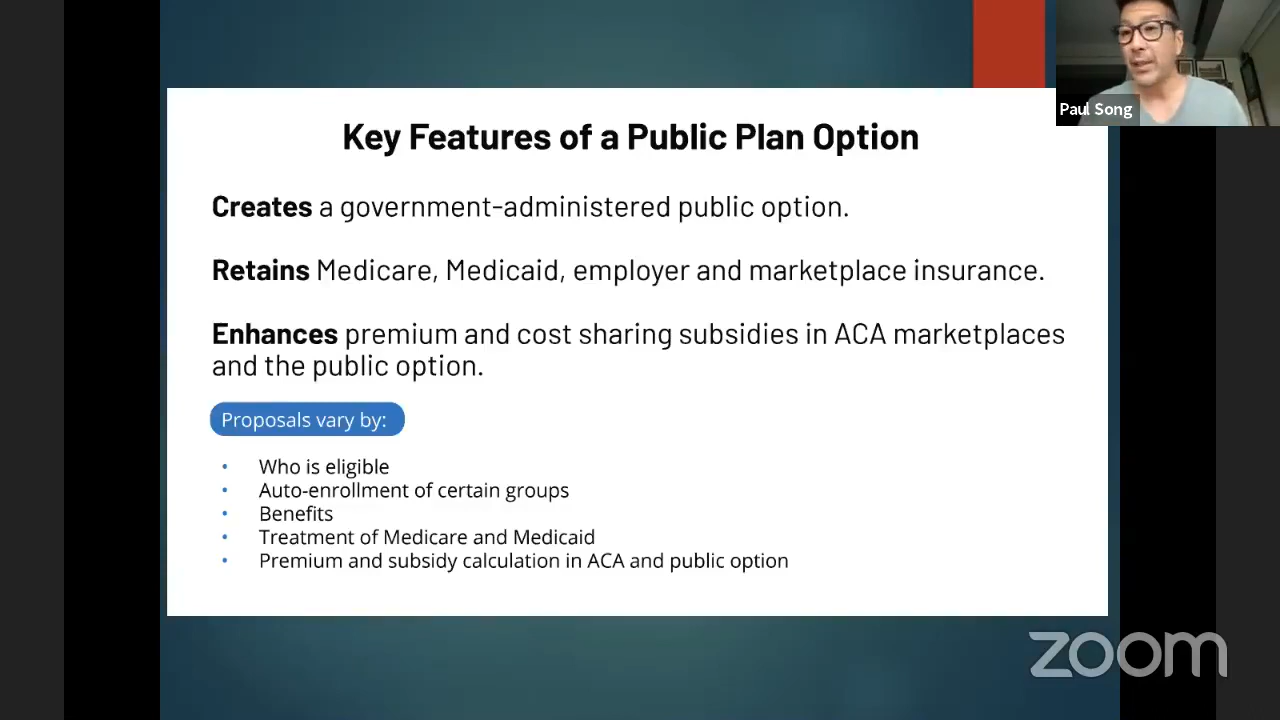 Paul Song
Key Features of a Public Plan Option
Creates a government-administered public option.
Retains Medicare, Medicaid, employer and marketplace insurance.
Enhances premium and cost sharing subsidies in ACA marketplaces
and the public option.
Proposals vary by:
• Who is eligible
• Auto-enrollment of certain groups
• Benefits
• Treatment of Medicare and Medicaid
• Premium and subsidy calculation in ACA and public option
zoom